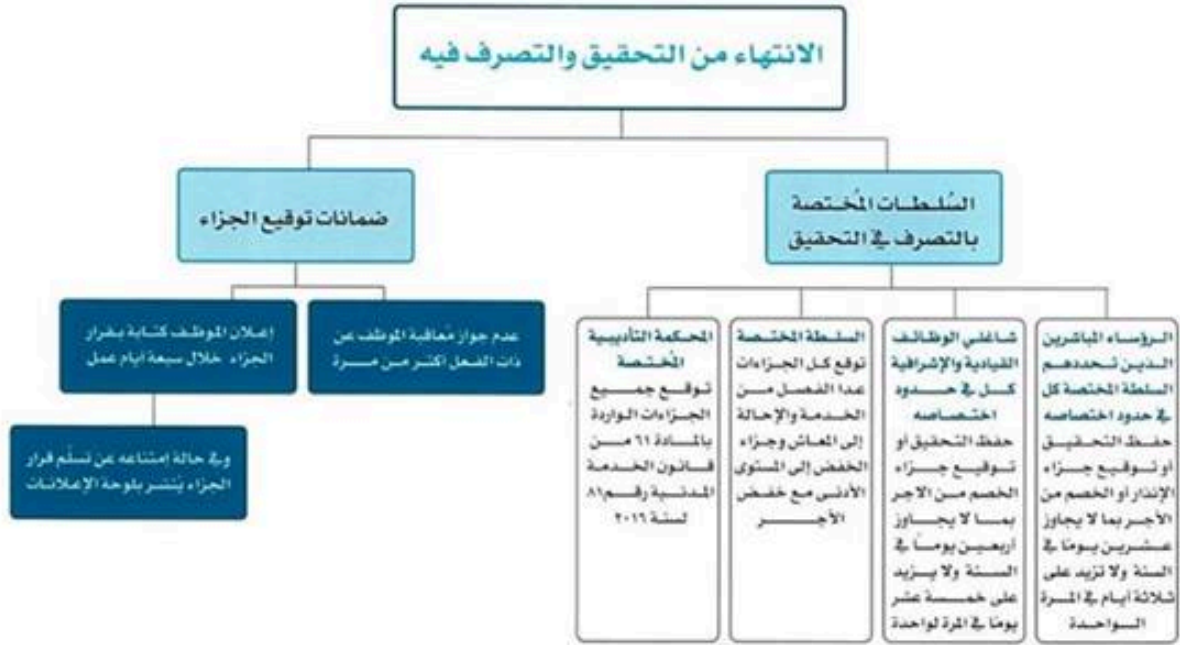 الانتهاء من التحقيق والتصرف فيه
السُلطات المُختصة
بالتصرف في التحقيق
ضمانات توقيع الجزاء
الرؤساء المباشرين
الذين تحددهم
السلطة المختصة كل
في حدود اختصاصه
حفظ التحقيق
أو توقيع جزاء
الإنذار أو الخصم من
الأجر بما لا يجاوز
عشرين يومًا في
السنة ولا تزيد على
ثلاثة أيام في المرة
الواحدة
شاغلي الوظائف
القيادية والإشرافية
كل في حدود
اختصاصه
حفظ التحقيق أو
توقيع جزاء
الخصم من الاجر
بما لا يجاوز
أربعين يوماً في
السنة ولا يزيد
على خمسة عشر
يومًا في المرة لواحدة
السلطة المختصة
توقع كل الجزاءات
عدا الفصل من
الخدمة والإحالة
إلى المعاش وجزاء
الخفض إلى المستوى
الأدنى مع خفض
الأجر
المحكمة التأديبية
المُختصة
توقع جميع
الجزاءات الواردة
بالمادة ٦١ من
قانون الخدمة
المدنية رقم ٨١
لسنة ٢٠١٦
عدم جواز مُعاقبة الموظف عن
ذات الفعل أكثر من مرة
إعلان الموظف كتابة بقرار
الجزاء خلال سبعة أيام عمل
وفي حالة إمتناعه عن تسلُم قرار
الجزاء يُنشر بلوحة الإعلانات